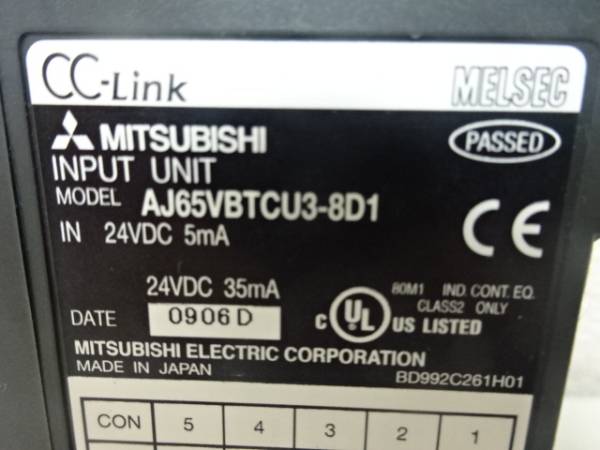 CC-Link MELSEC
MITSUBISHI PASSED
INPUT UNIT
MODEL AJ65VBTCU3-8D1
IN 24VDC 5mA CE
24VDC 35mA
80M1 IND. CONT. EQ.
CLASS2 ONLY
DATE 0906D
C UL US LISTED
MITSUBISHI ELECTRIC CORPORATION
MADE IN JAPAN BD992C261H01
CON 5 4 3 2 1